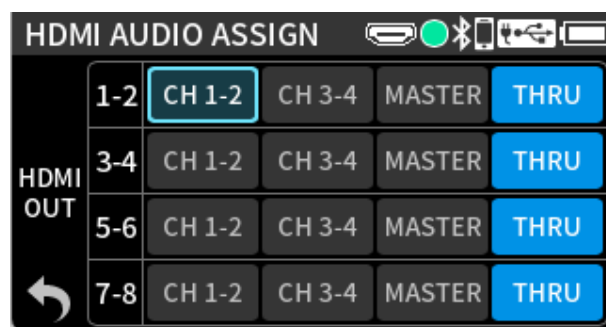 HDMI AUDIO ASSIGN
1-2 CH 1-2 CH 3-4 MASTER THRU
3-4 CH 1-2 CH 3-4 MASTER THRU
HDMI OUT
5-6 CH 1-2 CH 3-4 MASTER THRU
7-8 CH 1-2 CH 3-4 MASTER THRU